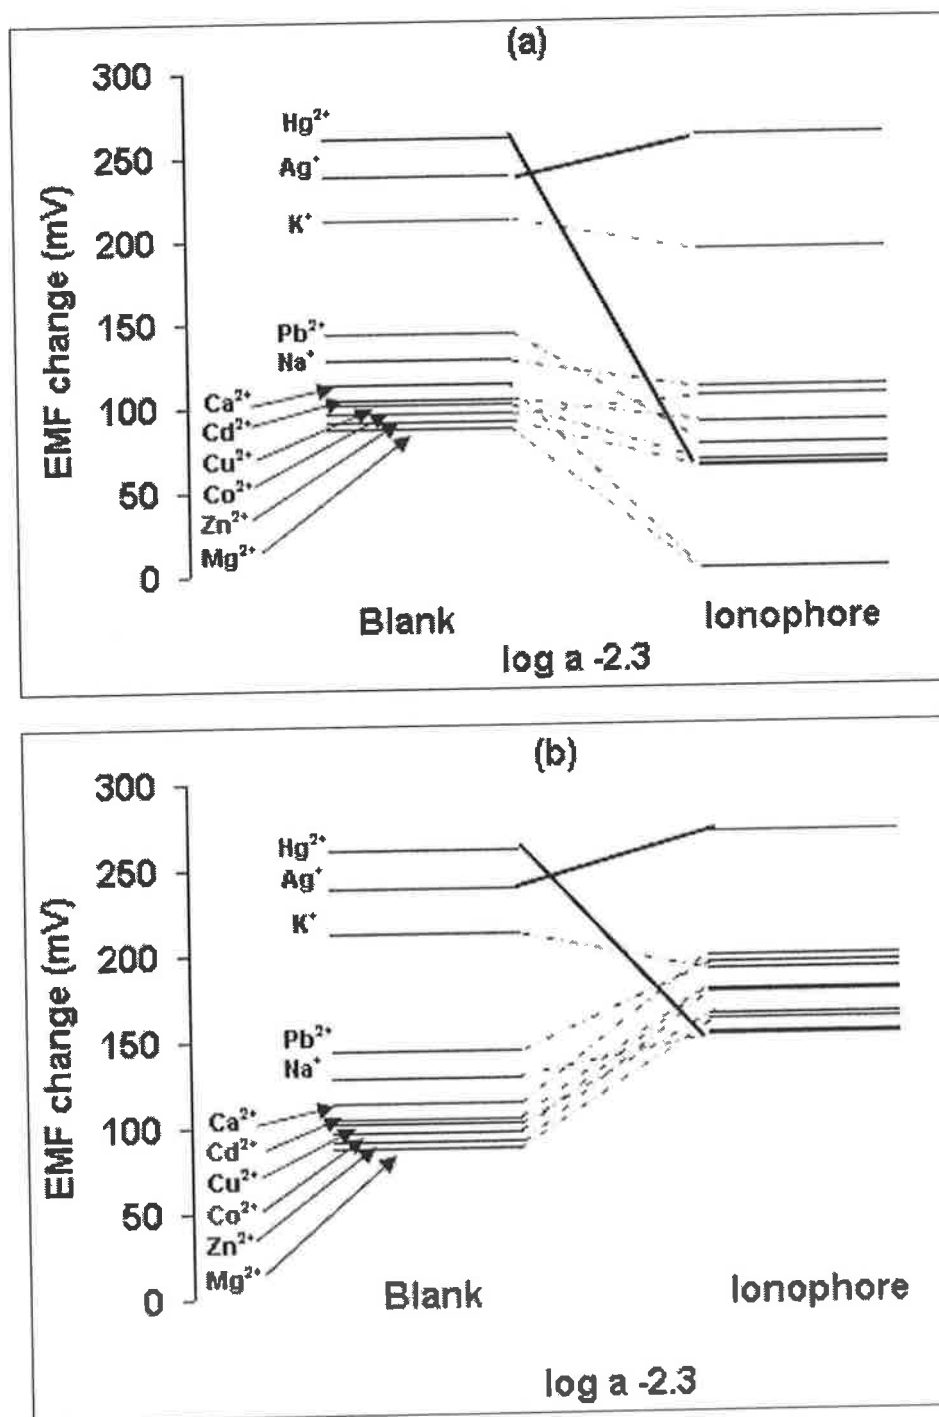 (a)
300
250
200
150
100
50
0
EMF change (mV)
Hg²⁺
Ag⁺
K⁺
Pb²⁺
Na⁺
Ca²⁺
Cd²⁺
Cu²⁺
Co²⁺
Zn²⁺
Mg²⁺
Blank
Ionophore
log a -2.3
(b)
300
250
200
150
100
50
0
EMF change (mV)
Hg²⁺
Ag⁺
K⁺
Pb²⁺
Na⁺
Ca²⁺
Cd²⁺
Cu²⁺
Co²⁺
Zn²⁺
Mg²⁺
Blank
Ionophore
log a -2.3